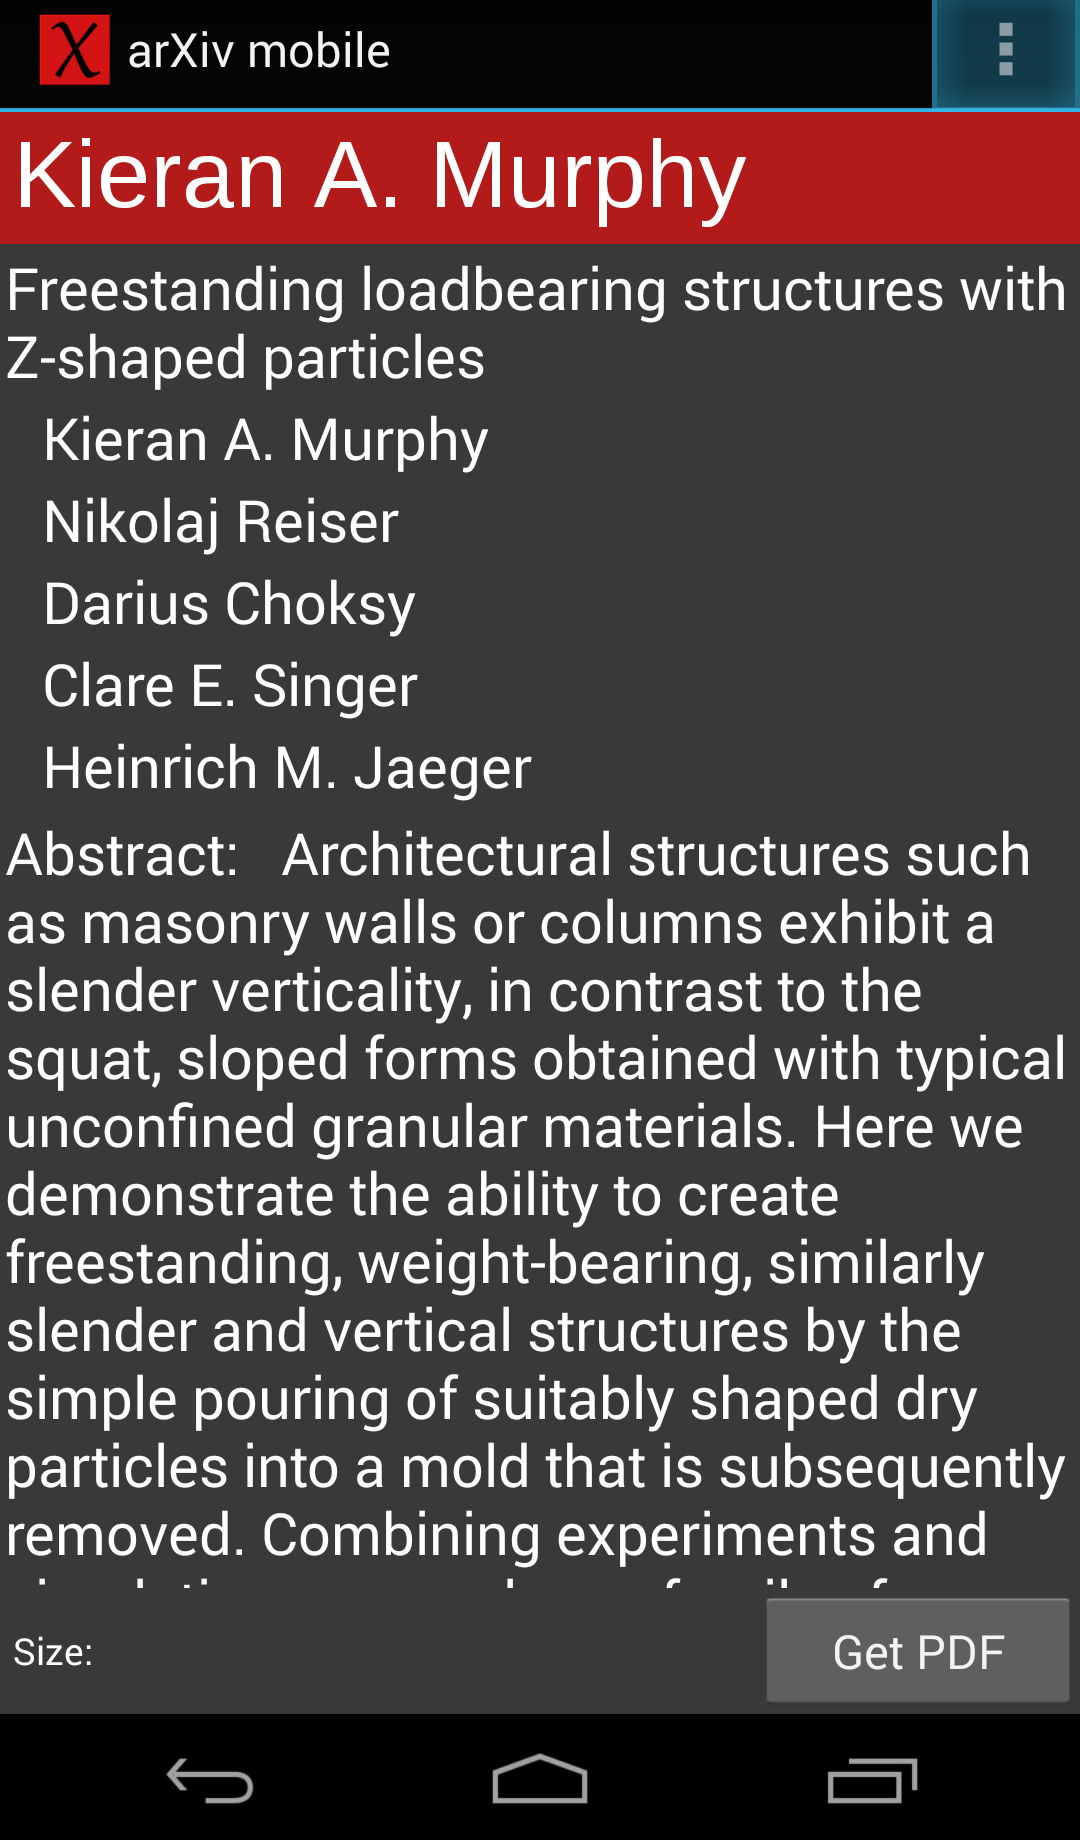 arXiv mobile
Kieran A. Murphy
Freestanding loadbearing structures with
Z-shaped particles
Kieran A. Murphy
Nikolaj Reiser
Darius Choksy
Clare E. Singer
Heinrich M. Jaeger
Abstract: Architectural structures such
as masonry walls or columns exhibit a
slender verticality, in contrast to the
squat, sloped forms obtained with typical
unconfined granular materials. Here we
demonstrate the ability to create
freestanding, weight-bearing, similarly
slender and vertical structures by the
simple pouring of suitably shaped dry
particles into a mold that is subsequently
removed. Combining experiments and
Size:
Get PDF